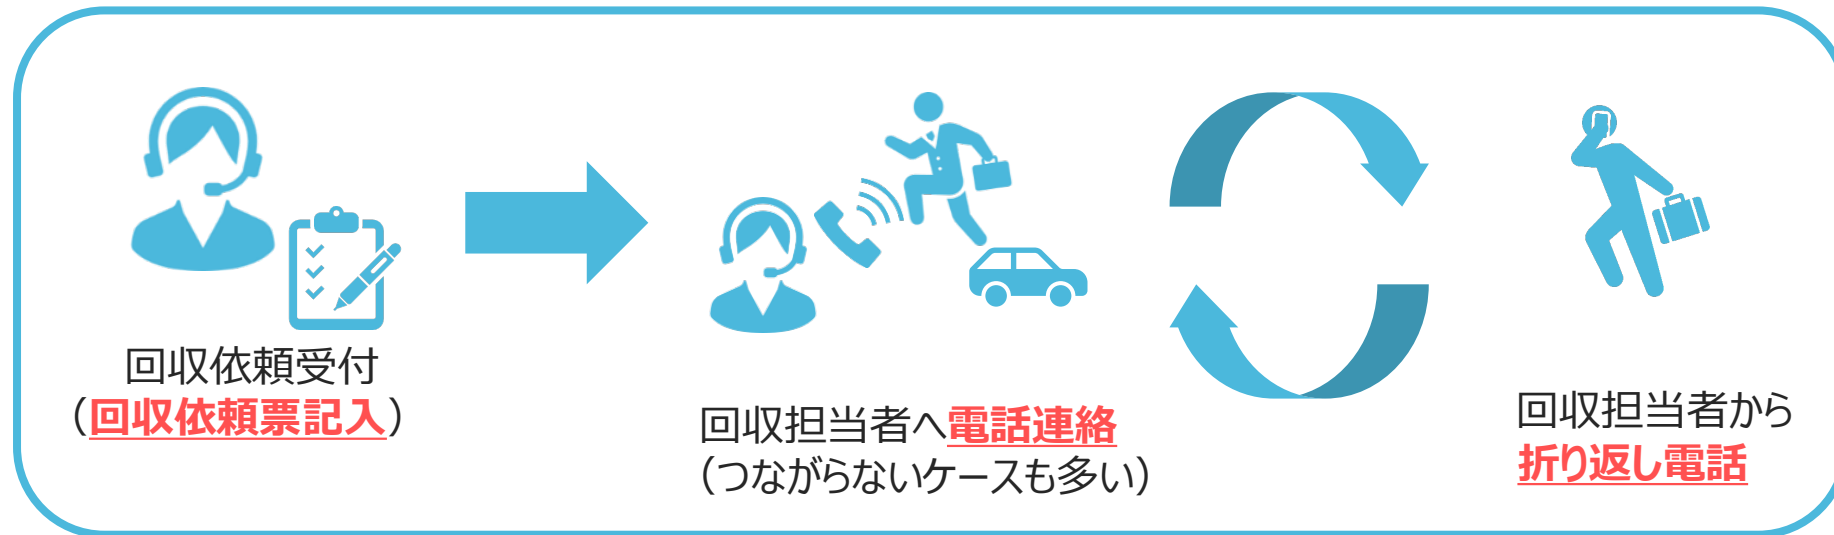 回収依頼受付
（回収依頼票記入）
回収担当者へ電話連絡
（つながらないケースも多い）
回収担当者から
折り返し電話